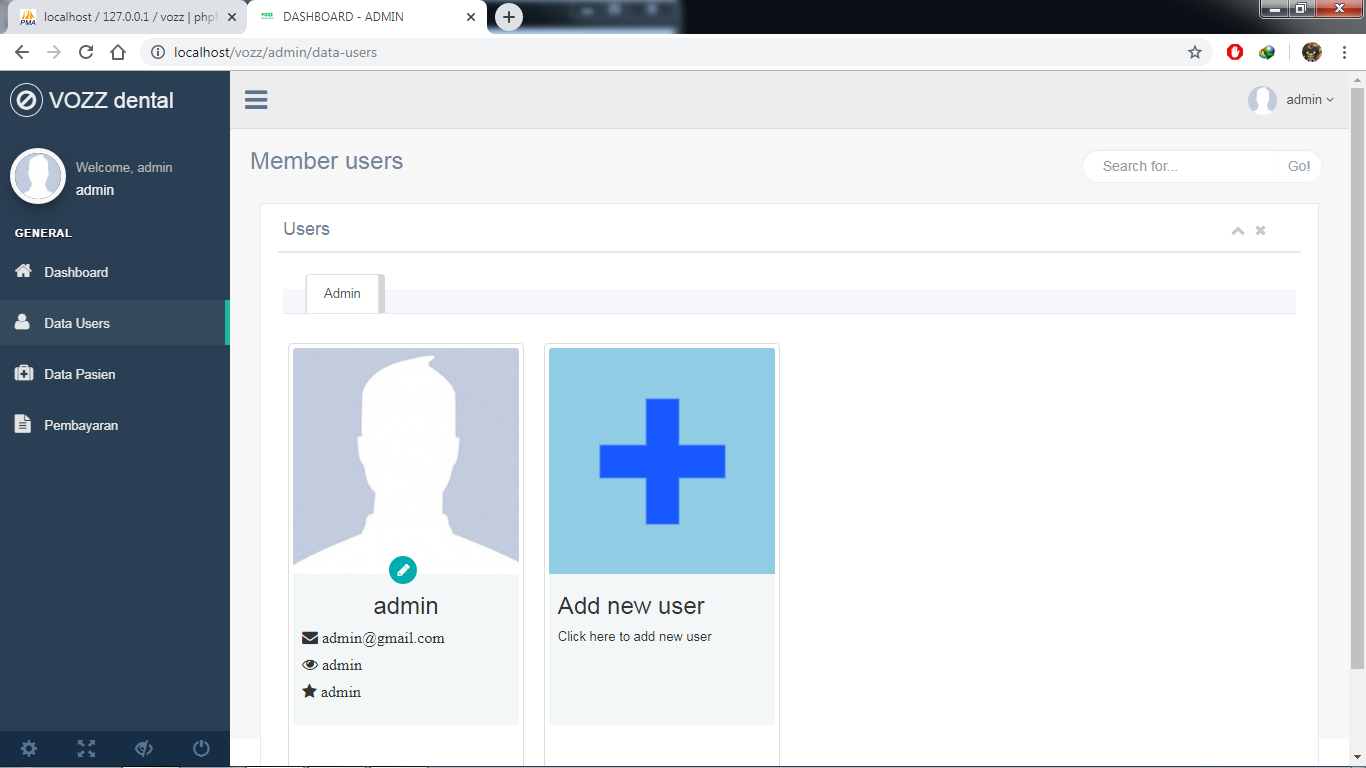 localhost / 127.0.0.1 / vozz | php
DASHBOARD - ADMIN
localhost/vozz/admin/data-users
VOZZ dental
admin
Welcome, admin
admin
Member users
Search for...
Go!
GENERAL
Dashboard
Data Users
Data Pasien
Pembayaran
Users
Admin
admin
admin@gmail.com
admin
admin
Add new user
Click here to add new user